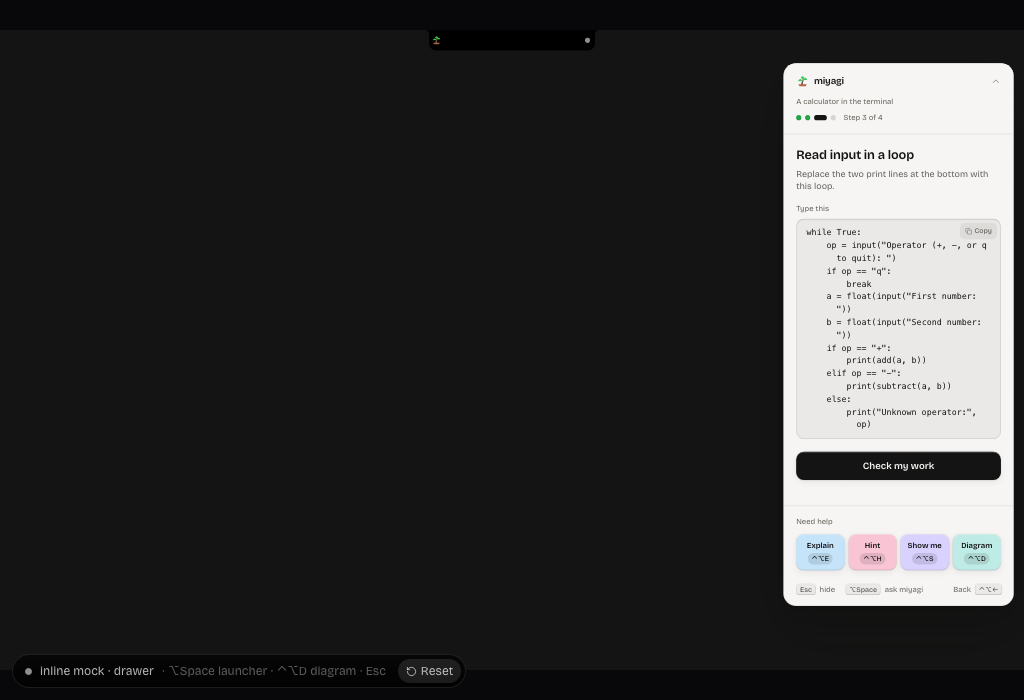 miyagi
A calculator in the terminal
Step 3 of 4
Read input in a loop
Replace the two print lines at the bottom with
this loop.
Type this
Copy
while True:
    op = input("Operator (+, −, or q
      to quit): ")
    if op == "q":
        break
    a = float(input("First number:
      "))
    b = float(input("Second number:
      "))
    if op == "+":
        print(add(a, b))
    elif op == "−":
        print(subtract(a, b))
    else:
        print("Unknown operator:",
          op)
Check my work
Need help
Explain Hint Show me Diagram
⌃⌥E ⌃⌥H ⌃⌥S ⌃⌥D
Esc hide ⌥Space ask miyagi Back ⌃⌥←
inline mock · drawer · ⌥Space launcher · ⌃⌥D diagram · Esc Reset